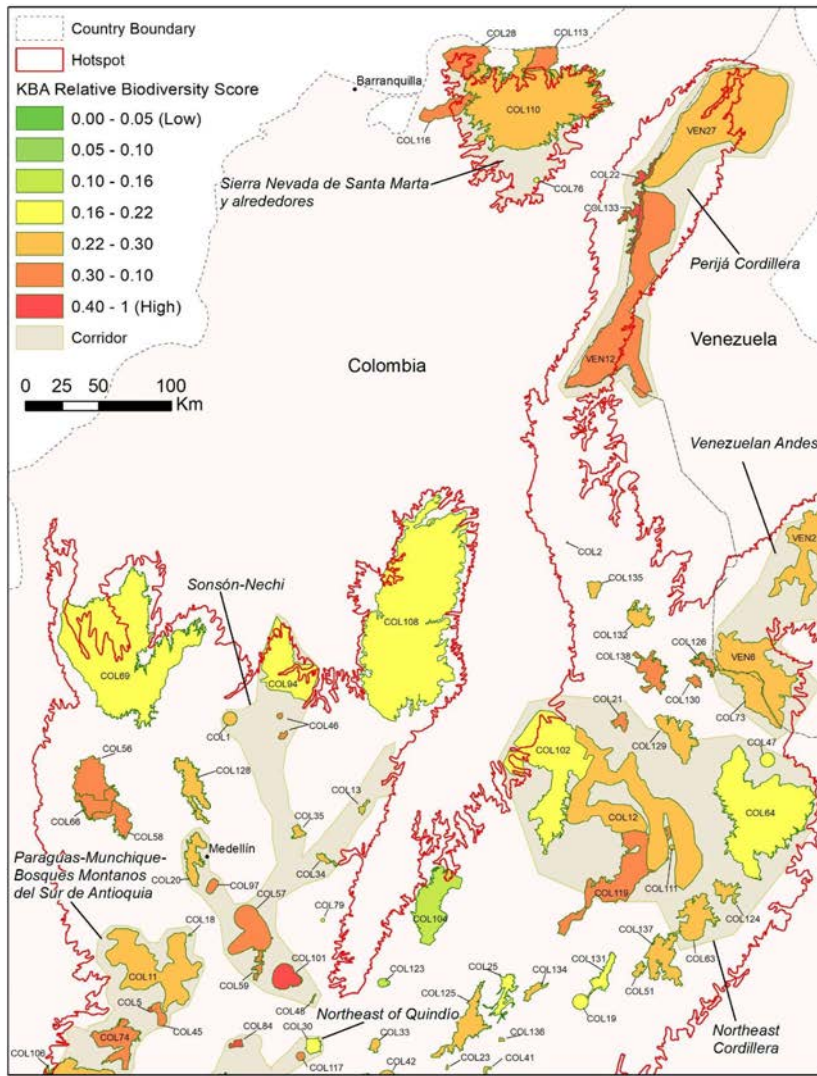 Country Boundary
Hotspot
KBA Relative Biodiversity Score
0.00 - 0.05 (Low)
0.05 - 0.10
0.10 - 0.16
0.16 - 0.22
0.22 - 0.30
0.30 - 0.10
0.40 - 1 (High)
Corridor
0 25 50 100
Km
COL28
COL113
Barranquilla
COL110
COL116
VEN27
Sierra Nevada de Santa Marta
y alrededores
COL76
COL22
COL133
Perijá Cordillera
Colombia
Venezuela
VEN12
Venezuelan Andes
VEN2
COL2
COL135
Sonsón-Nechi
COL108
COL132
COL126
COL138
VEN6
COL69
COL94
COL130
COL73
COL21
COL46
COL1
COL129
COL47
COL102
COL56
COL128
COL13
COL64
COL66
COL58
COL35
COL12
Medellín
Paraguas-Munchique-
Bosques Montanos
del Sur de Antioquia
COL34
COL20
COL97
COL57
COL111
COL119
COL104
COL79
COL124
COL18
COL137
COL63
COL101
COL11
COL59
COL123
COL25
COL131
COL51
COL134
COL125
COL19
COL5
COL48
COL45
COL74
COL84
COL30
Northeast of Quindío
COL33
COL136
Northeast
Cordillera
COL106
COL117
COL42
COL23
COL41